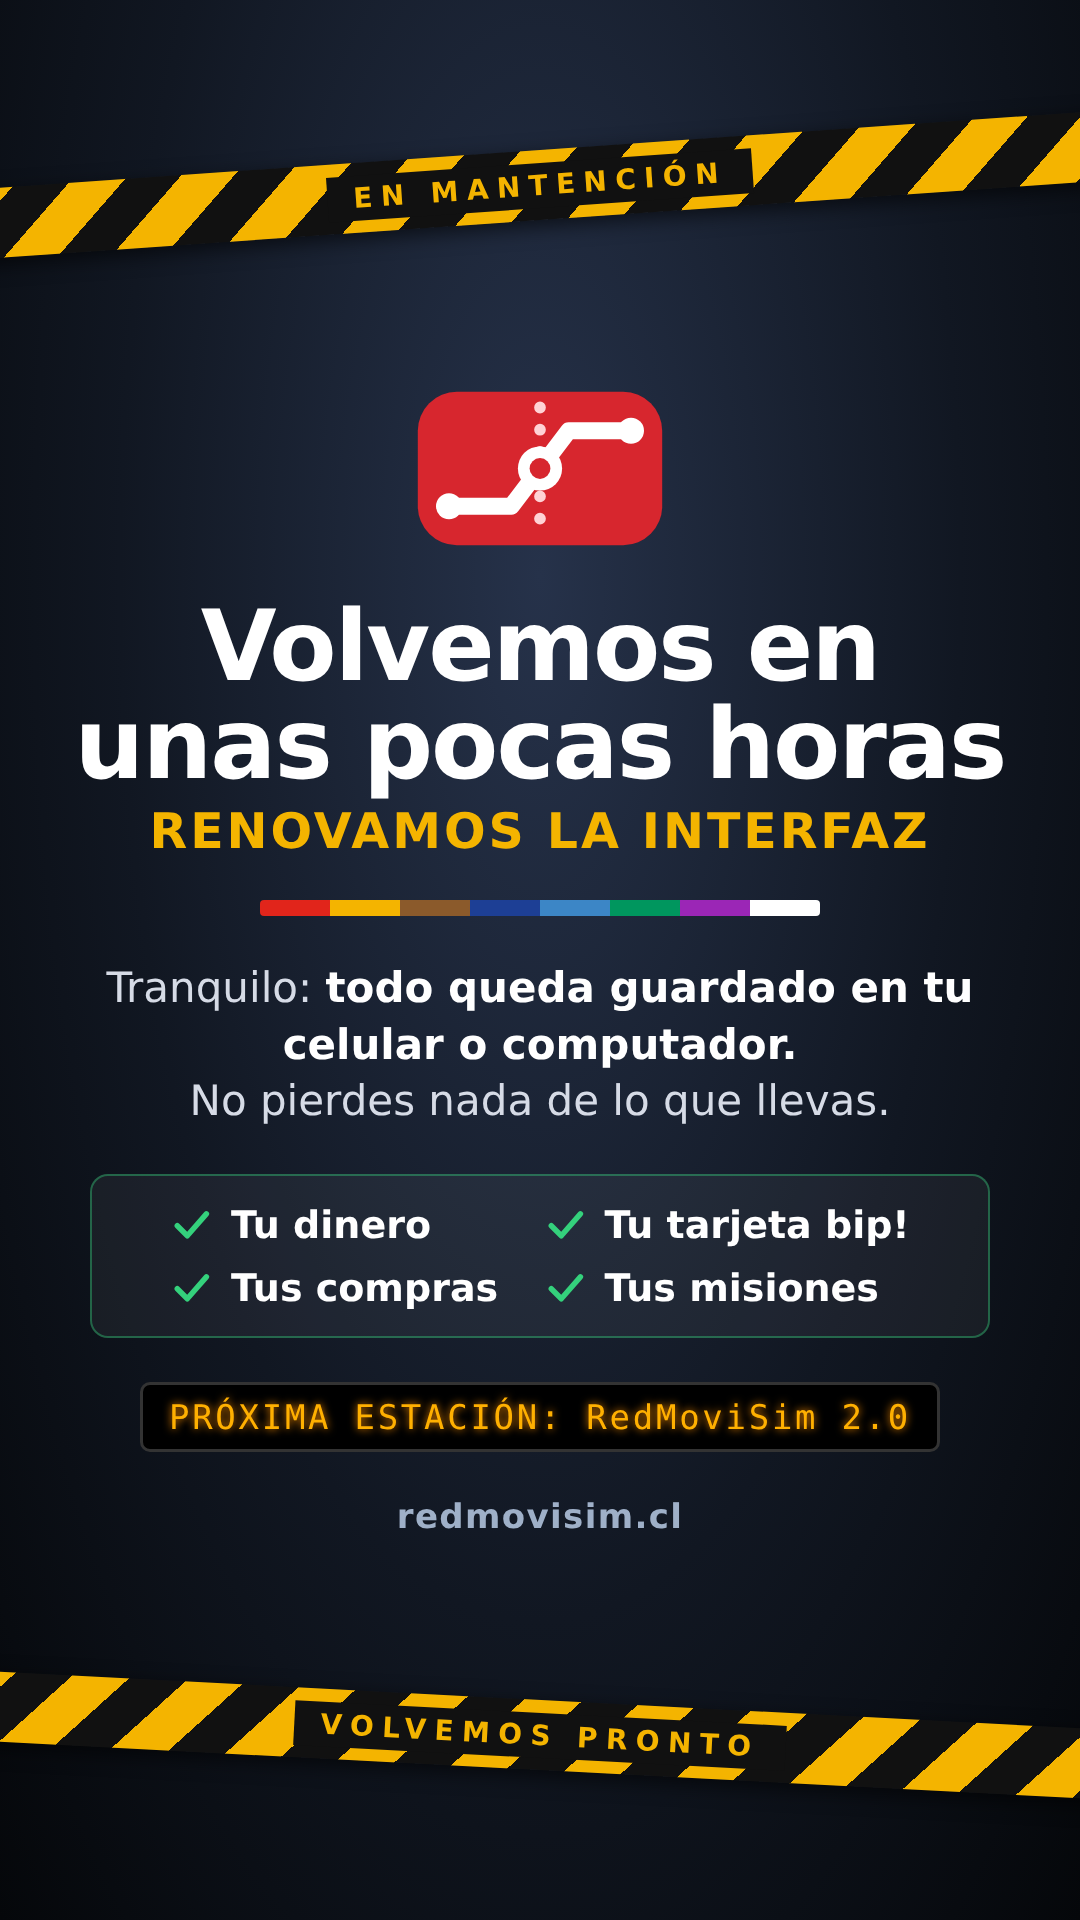 EN MANTENCIÓN
Volvemos en
unas pocas horas
RENOVAMOS LA INTERFAZ
Tranquilo: todo queda guardado en tu
celular o computador.
No pierdes nada de lo que llevas.
Tu dinero
Tu tarjeta bip!
Tus compras
Tus misiones
PRÓXIMA ESTACIÓN: RedMoviSim 2.0
redmovisim.cl
VOLVEMOS PRONTO